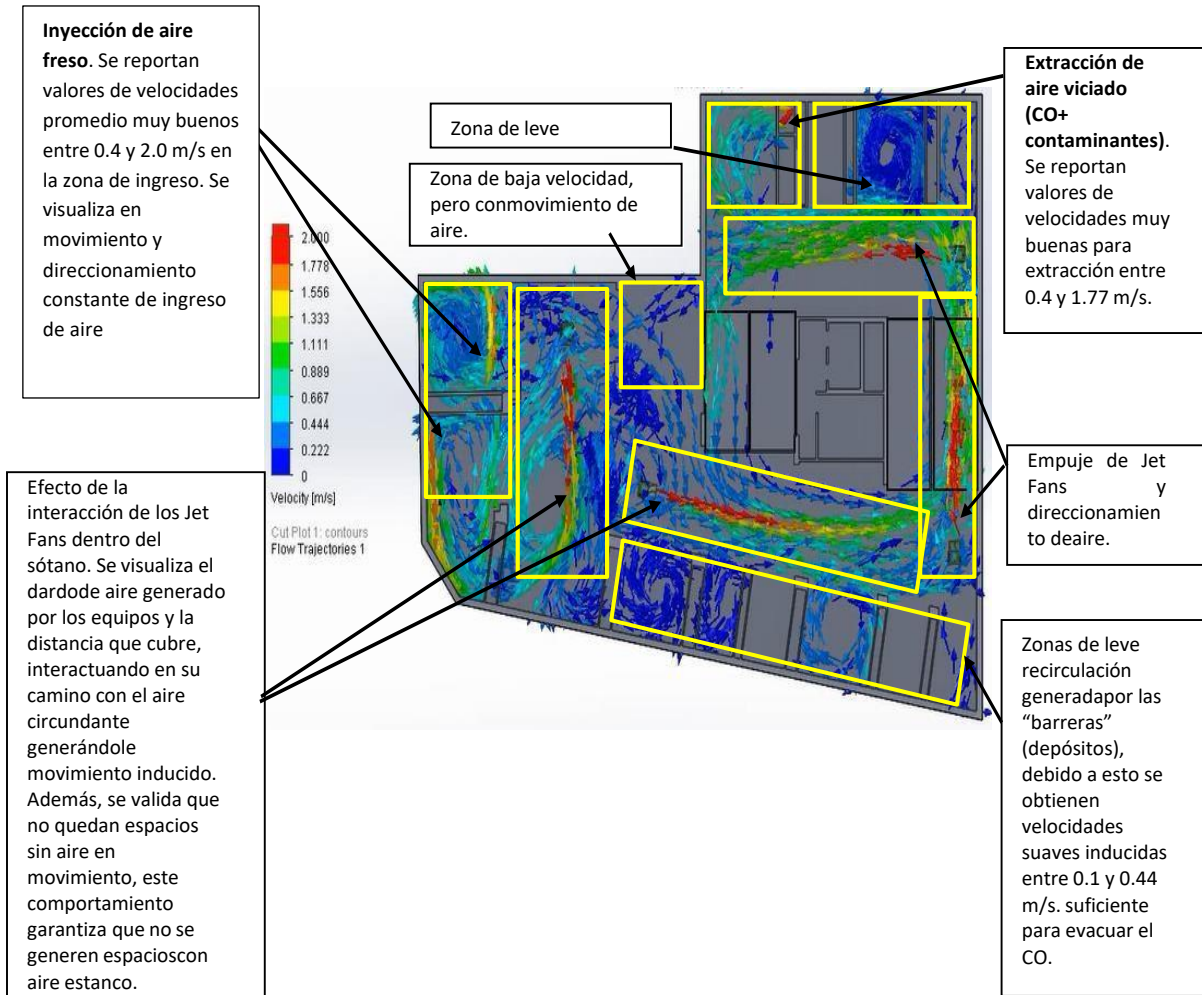 Inyección de aire
freso. Se reportan
valores de velocidades
promedio muy buenos
entre 0.4 y 2.0 m/s en
la zona de ingreso. Se
visualiza en
movimiento y
direccionamiento
constante de ingreso
de aire
Zona de leve
Zona de baja velocidad,
pero conmovimiento de
aire.
Extracción de
aire viciado
(CO+
contaminantes).
Se reportan
valores de
velocidades muy
buenas para
extracción entre
0.4 y 1.77 m/s.
2.000
1.778
1.556
1.333
1.111
0.889
0.667
0.444
0.222
0
Velocity [m/s]
Cut Plot 1: contours
Flow Trajectories 1
Efecto de la
interacción de los Jet
Fans dentro del
sótano. Se visualiza el
dardode aire generado
por los equipos y la
distancia que cubre,
interactuando en su
camino con el aire
circundante
generándole
movimiento inducido.
Además, se valida que
no quedan espacios
sin aire en
movimiento, este
comportamiento
garantiza que no se
generen espacioscon
aire estanco.
Empuje de Jet
Fans y
direccionamien
to deaire.
Zonas de leve
recirculación
generadapor las
“barreras”
(depósitos),
debido a esto se
obtienen
velocidades
suaves inducidas
entre 0.1 y 0.44
m/s. suficiente
para evacuar el
CO.